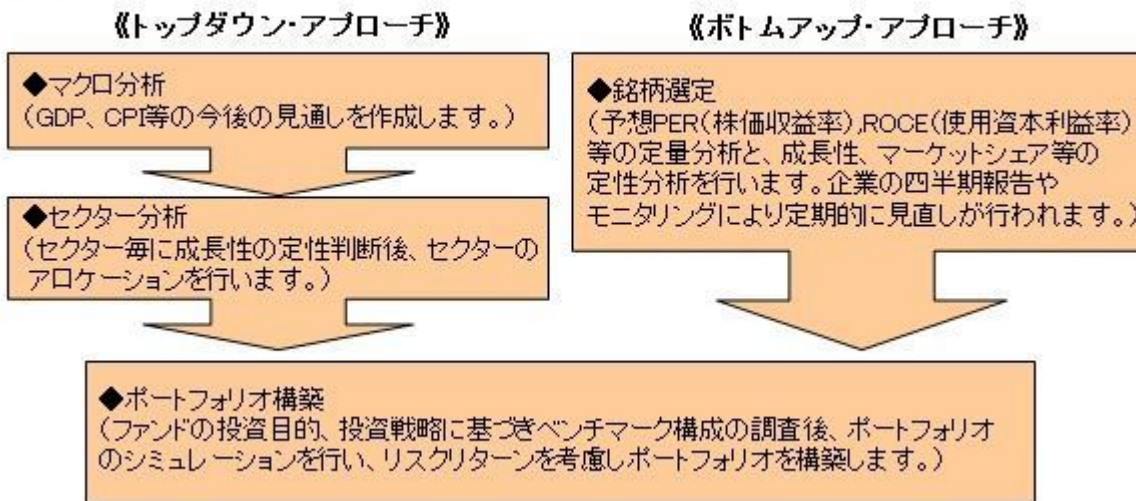 《トップダウン・アプローチ》
◆マクロ分析
(GDP、CPI等の今後の見通しを作成します。)
◆セクター分析
(セクター毎に成長性の定性判断後、セクターの
アロケーションを行います。)
《ボトムアップ・アプローチ》
◆銘柄選定
(予想PER(株価収益率),ROCE(使用資本利益率)
等の定量分析と、成長性、マーケットシェア等の
定性分析を行います。企業の四半期報告や
モニタリングにより定期的に見直しが行われます。)
◆ポートフォリオ構築
(ファンドの投資目的、投資戦略に基づきベンチマーク構成の調査後、ポートフォリオ
のシミュレーションを行い、リスクリターンを考慮しポートフォリオを構築します。)